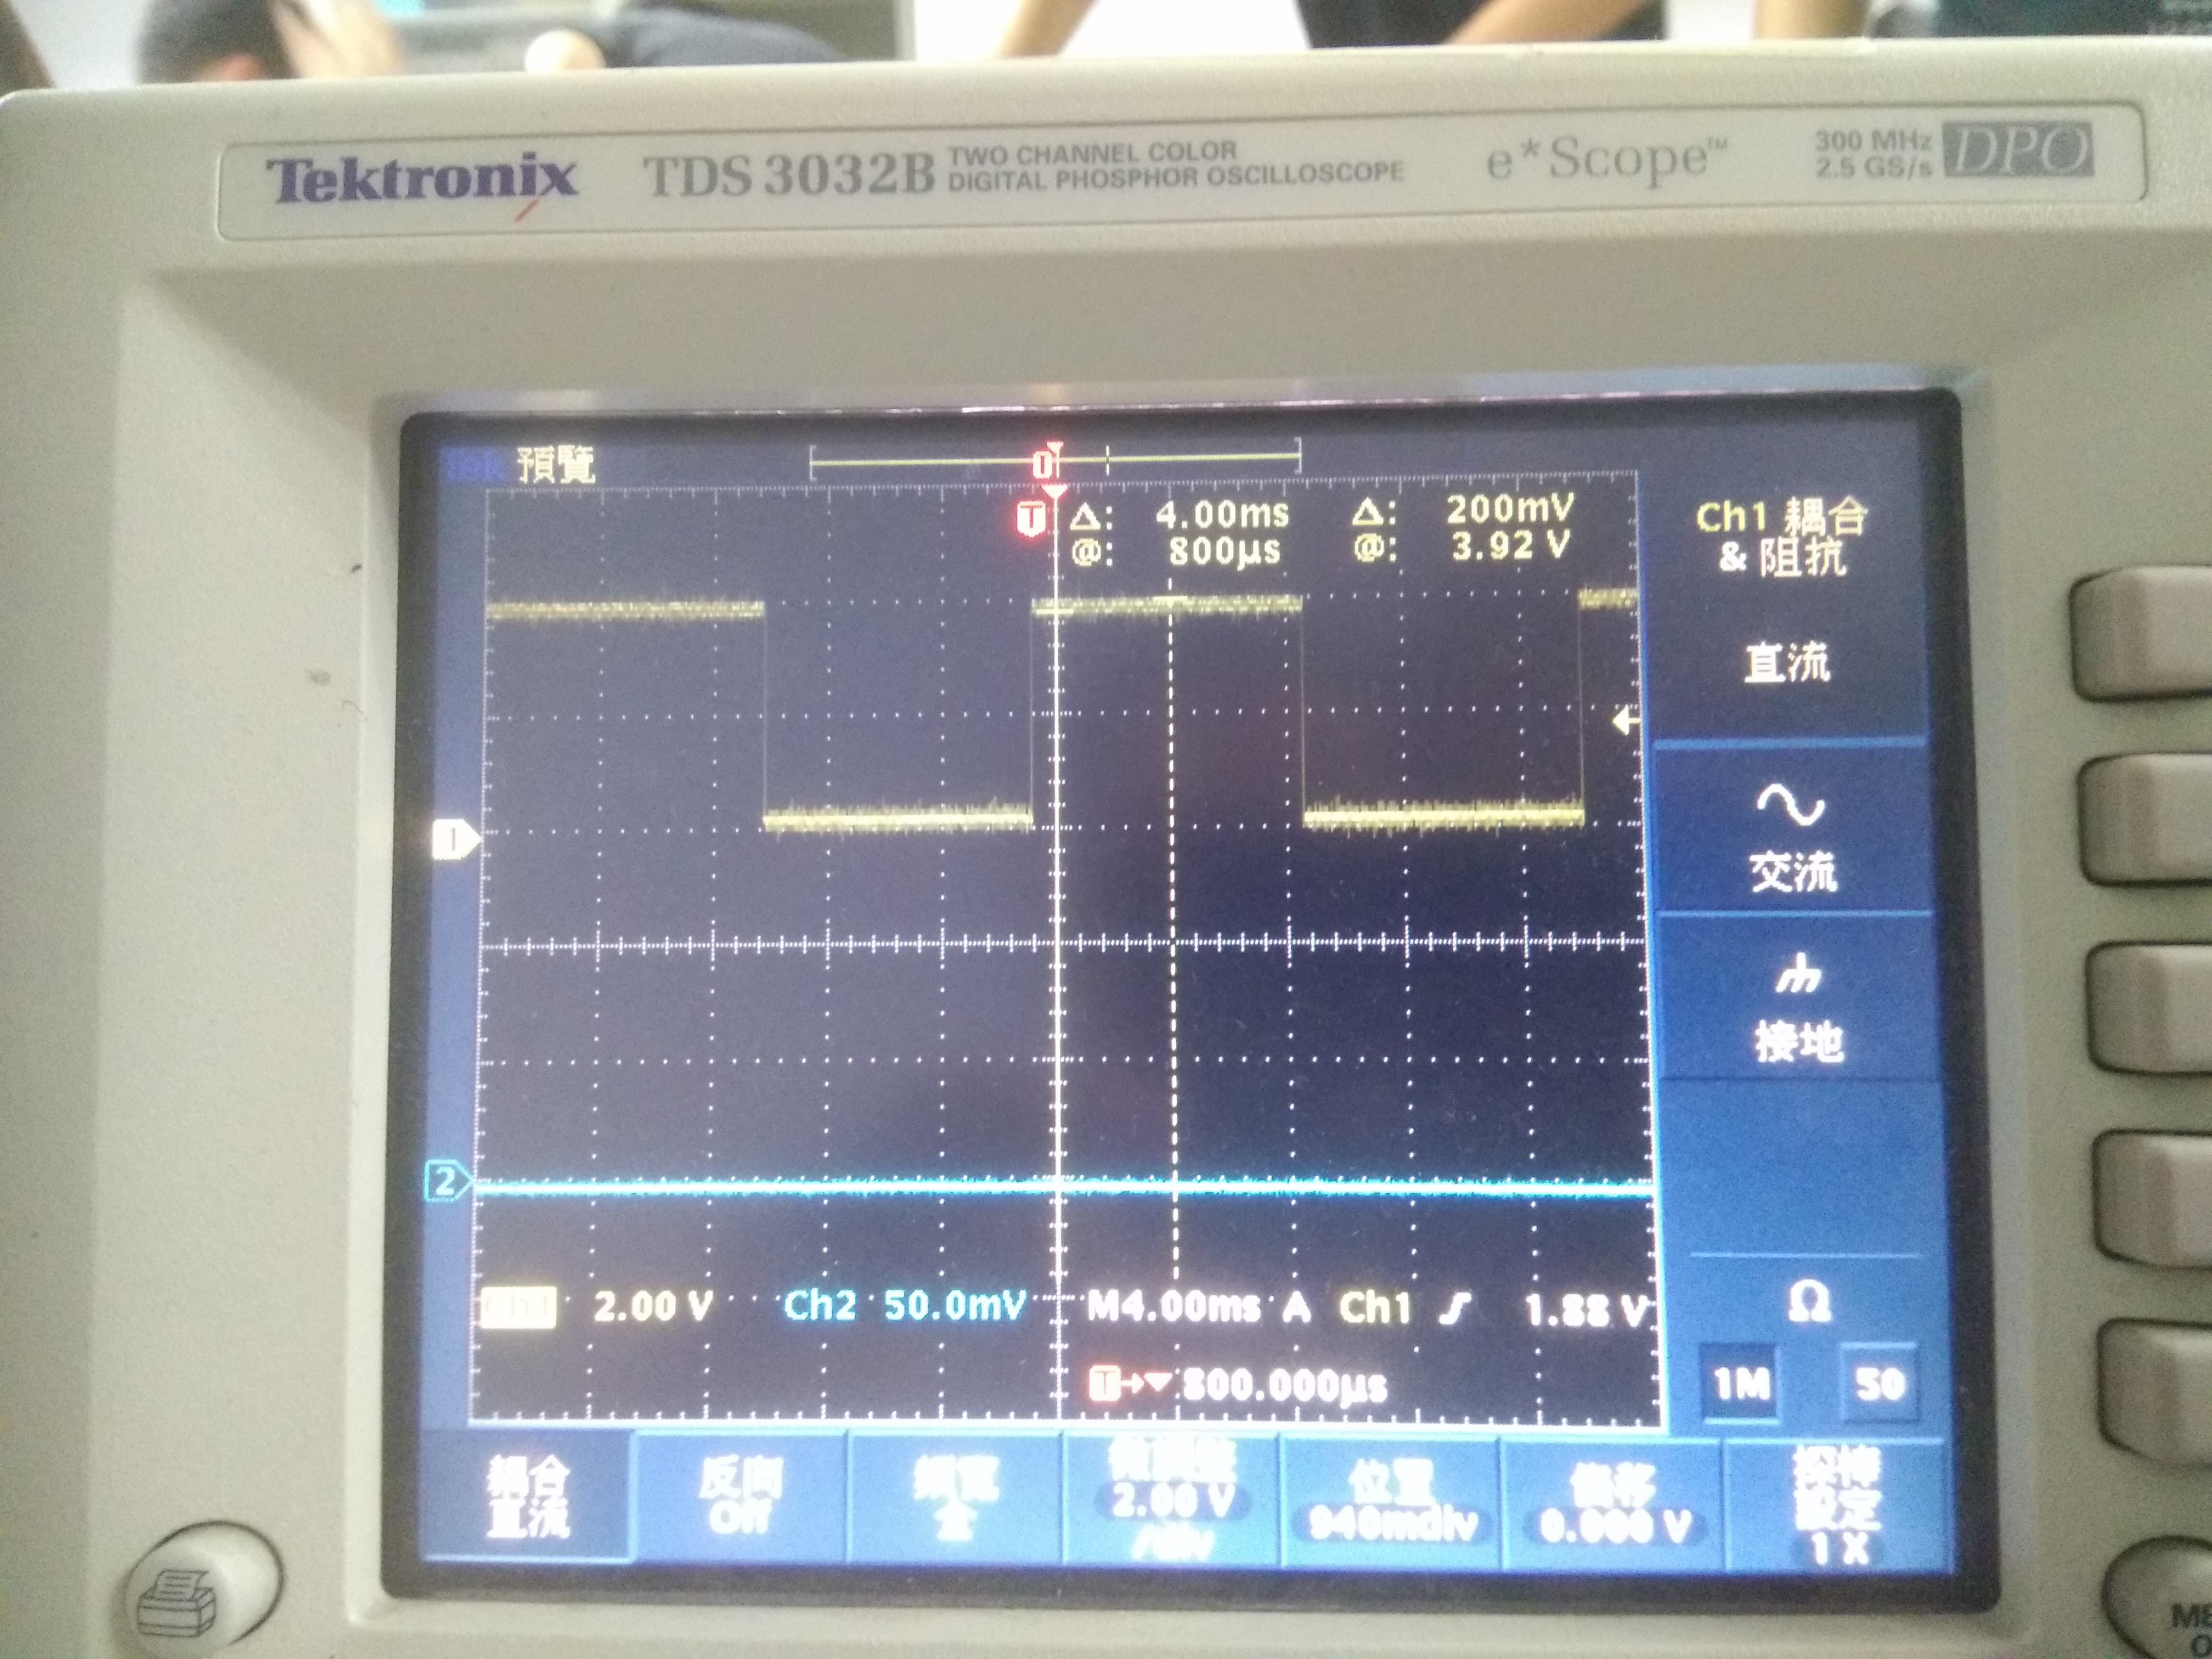 Tektronix TDS 3032B TWO CHANNEL COLOR DIGITAL PHOSPHOR OSCILLOSCOPE e*Scope™ 300 MHz 2.5 GS/s DPO
預覽
T
T
Δ: 4.00ms Δ: 200mV
@: 800µs @: 3.92 V
Ch1 耦合
& 阻抗
直流
1
交流
接地
2
Ch1 2.00 V Ch2 50.0mV M4.00ms A Ch1 1.88 V
Ω
T 800.000µs
1M 50
耦合
直流
反向
Off
頻寬
全
微調整
2.00 V
/div
位置
940mdiv
偏移
0.000 V
探棒
設定
1 X